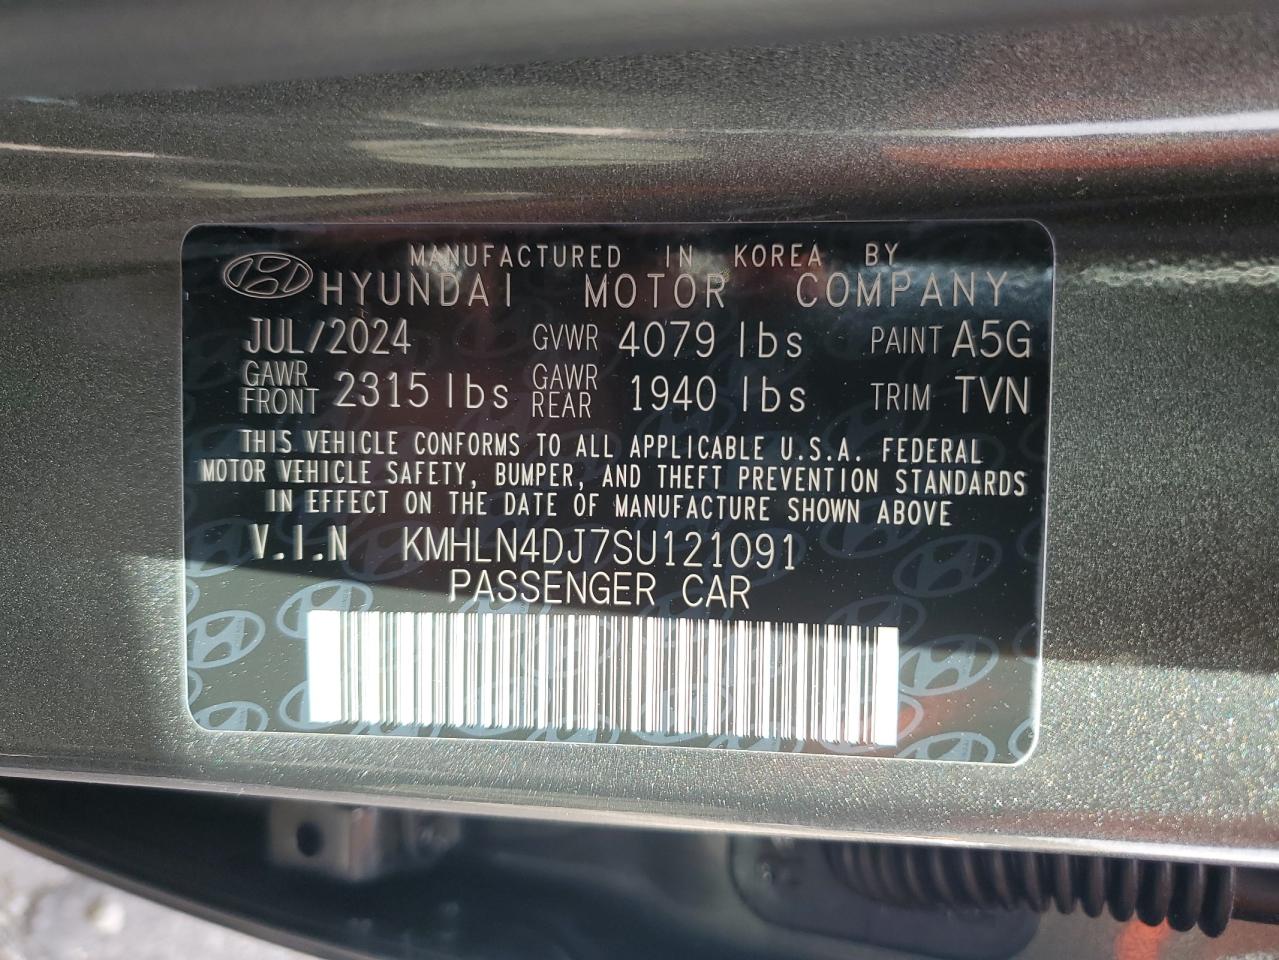 MANUFACTURED IN KOREA BY
HYUNDAI MOTOR COMPANY
JUL/2024 GVWR 4079 lbs PAINT A5G
GAWR FRONT 2315 lbs GAWR REAR 1940 lbs TRIM TVN
THIS VEHICLE CONFORMS TO ALL APPLICABLE U.S.A. FEDERAL
MOTOR VEHICLE SAFETY, BUMPER, AND THEFT PREVENTION STANDARDS
IN EFFECT ON THE DATE OF MANUFACTURE SHOWN ABOVE
V.I.N KMHLN4DJ7SU121091
PASSENGER CAR